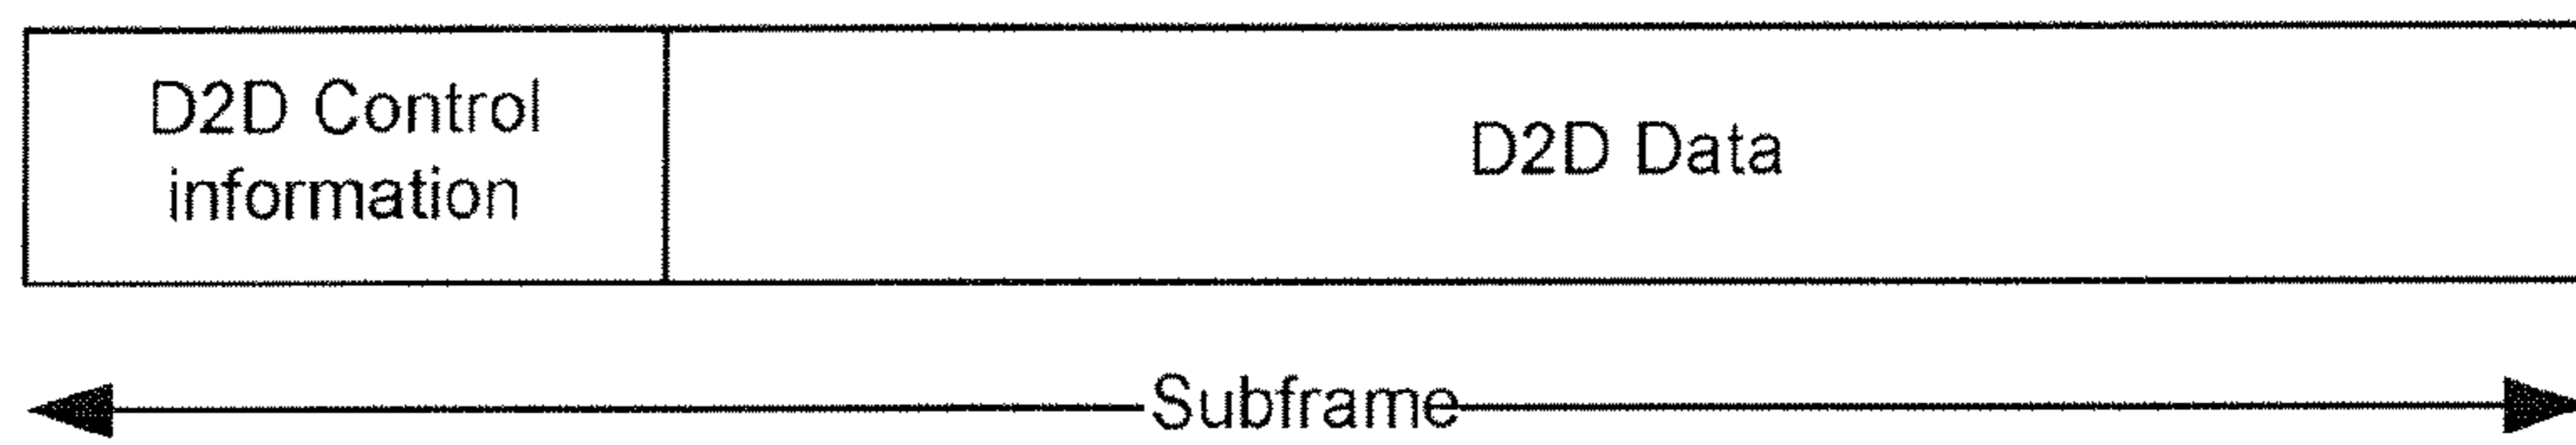 D2D Control
information
D2D Data
Subframe